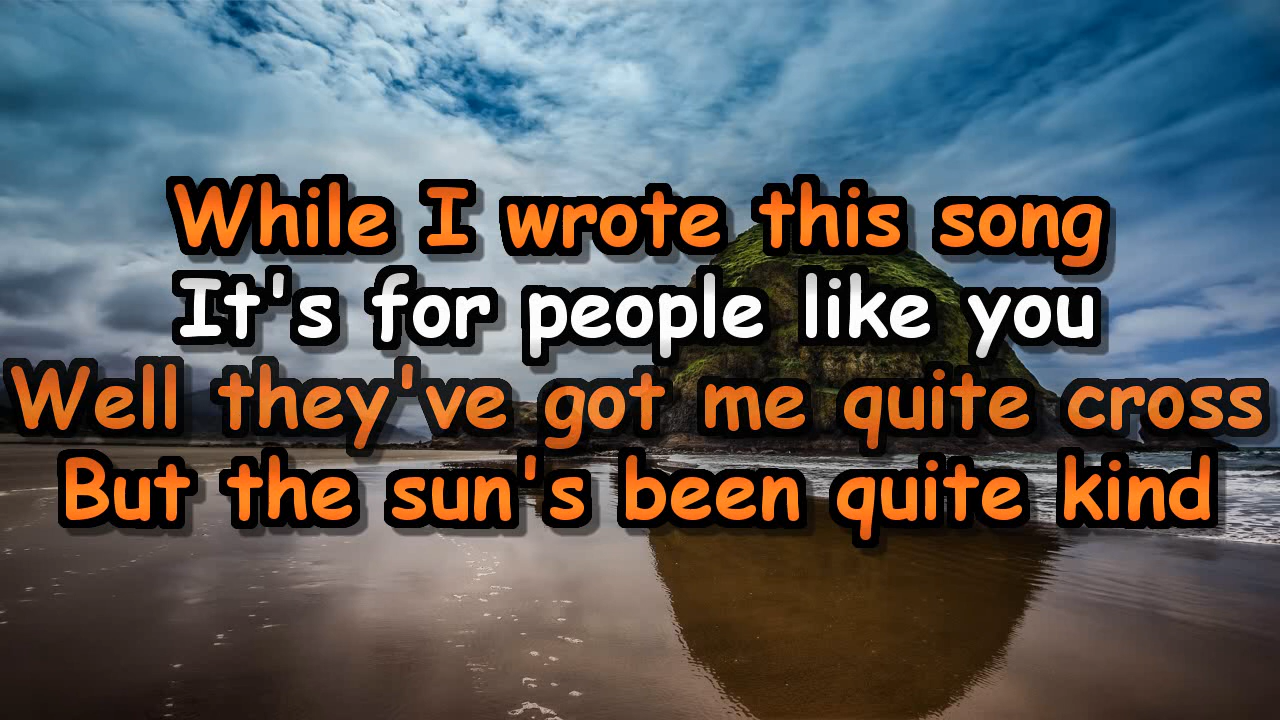 While I wrote this song
It's for people like you
Well they've got me quite cross
But the sun's been quite kind